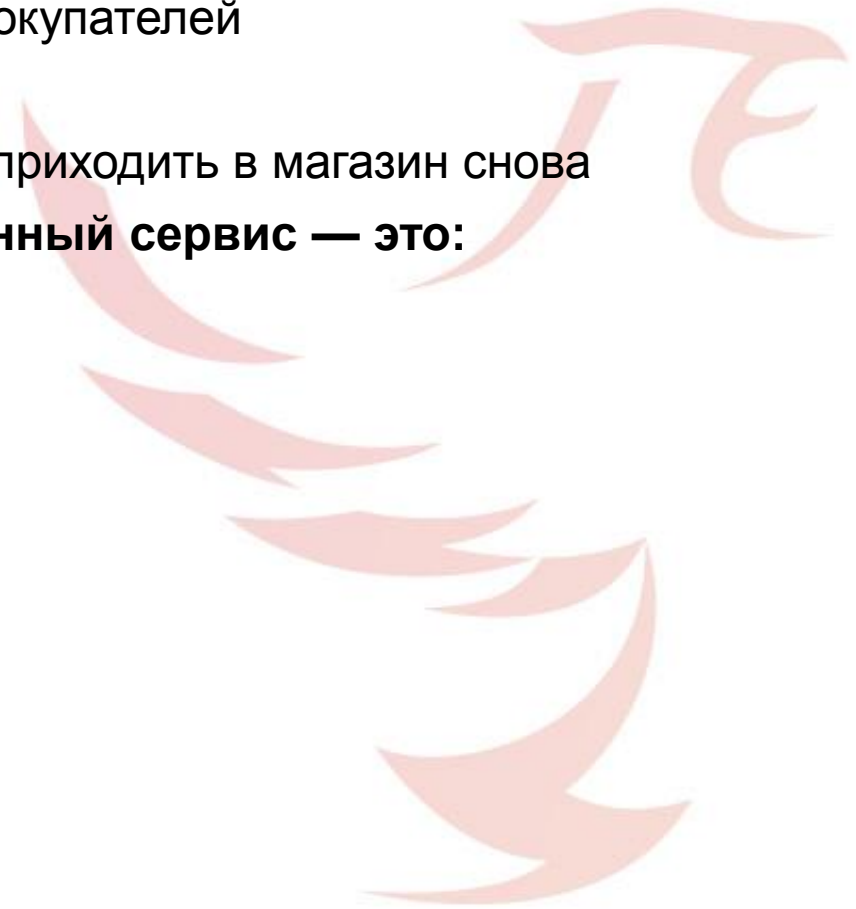 окупателей
приходить в магазин снова
нный сервис — это: